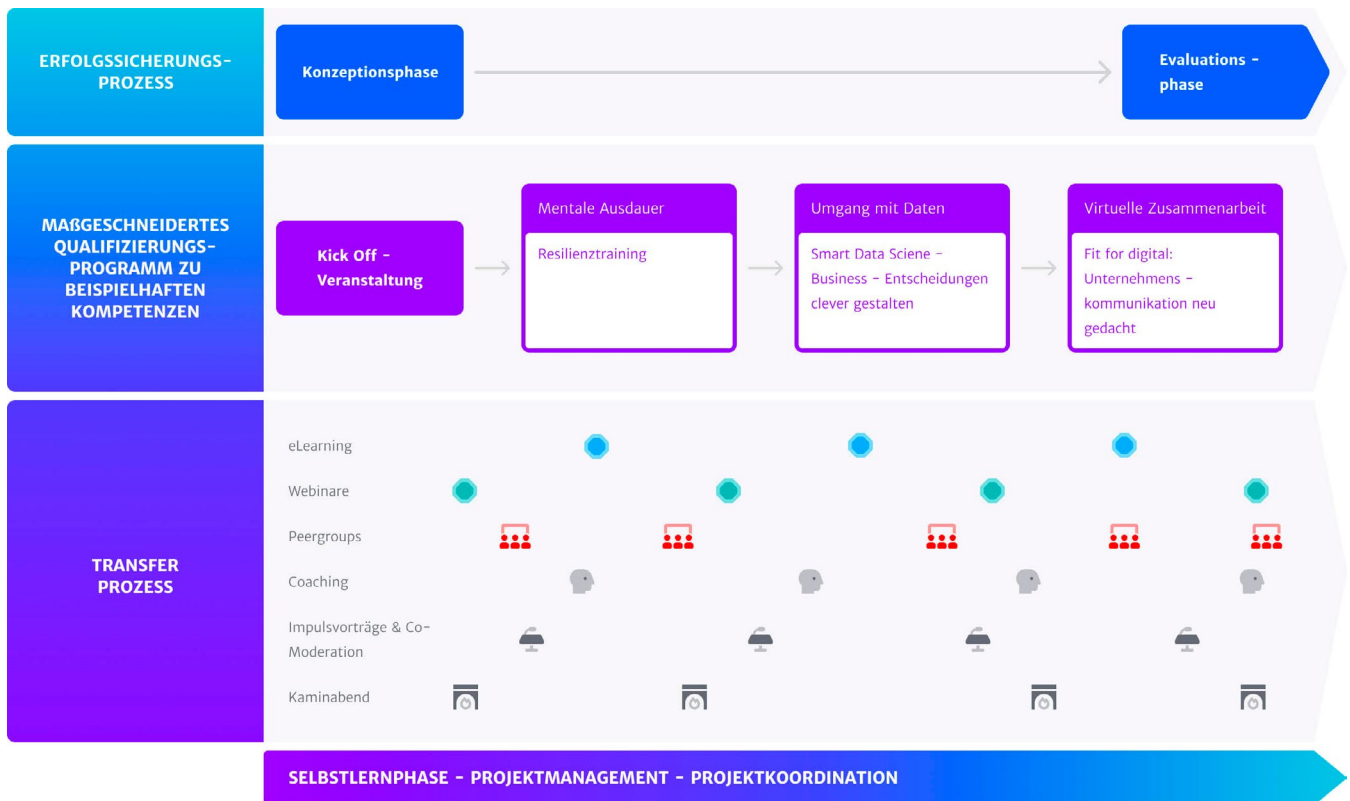 ERFOLGSSICHERUNGS-
PROZESS
Konzeptionsphase
Evaluations -
phase
MAßGESCHNEIDERTES
QUALIFIZIERUNGS-
PROGRAMM ZU
BEISPIELHAFTEN
KOMPETENZEN
Kick Off -
Veranstaltung
Mentale Ausdauer
Resilienztraining
Umgang mit Daten
Smart Data Sciene -
Business - Entscheidungen
clever gestalten
Virtuelle Zusammenarbeit
Fit for digital:
Unternehmens -
kommunikation neu
gedacht
TRANSFER
PROZESS
eLearning
Webinare
Peergroups
Coaching
Impulsvorträge & Co-
Moderation
Kaminabend
SELBSTLERNPHASE - PROJEKTMANAGEMENT - PROJEKTKOORDINATION